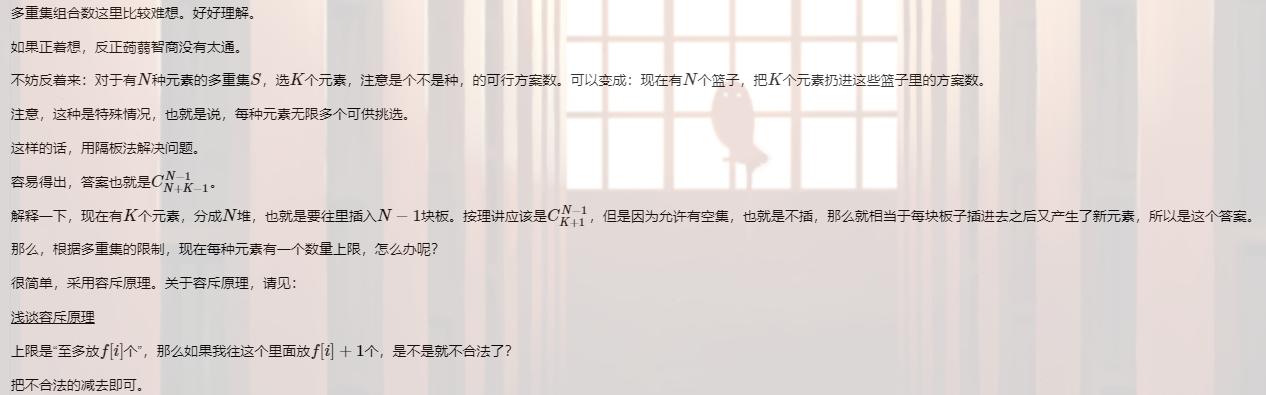 多重集组合数这里比较难想。好好理解。
如果正着想，反正蒟蒻智商没有太通。
不妨反着来：对于有N种元素的多重集S，选K个元素，注意是个不是种，的可行方案数。可以变成：现在有N个篮子，把K个元素扔进这些篮子里的方案数。
注意，这种是特殊情况，也就是说，每种元素无限多个可供挑选。
这样的话，用隔板法解决问题。
容易得出，答案也就是$C_{N+K-1}^{N-1}$。
解释一下，现在有K个元素，分成N堆，也就是要往里插入N − 1块板。按理讲应该是$C_{K+1}^{N-1}$，但是因为允许有空集，也就是不插，那么就相当于每块板子插进去之后又产生了新元素，所以是这个答案。
那么，根据多重集的限制，现在每种元素有一个数量上限，怎么办呢？
很简单，采用容斥原理。关于容斥原理，请见：
浅谈容斥原理
上限是“至多放f[i]个”，那么如果我往这个里面放f[i] + 1个，是不是就不合法了？
把不合法的减去即可。